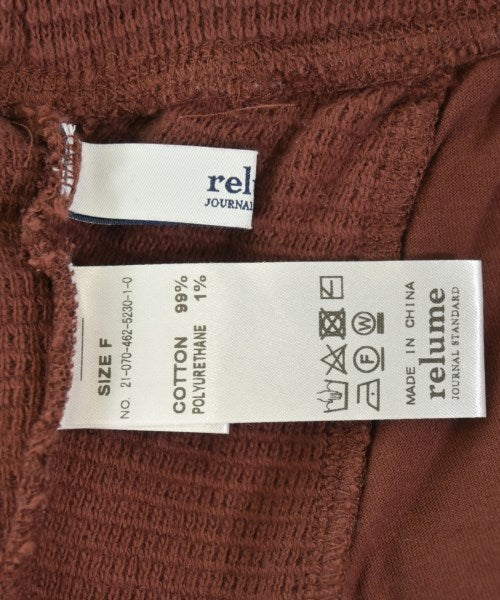 relu
JOURNAL
SIZE F
NO. 21-070-462-5230-1-0
COTTON 99%
POLYURETHANE 1%
F W
MADE IN CHINA
relume
JOURNAL STANDARD